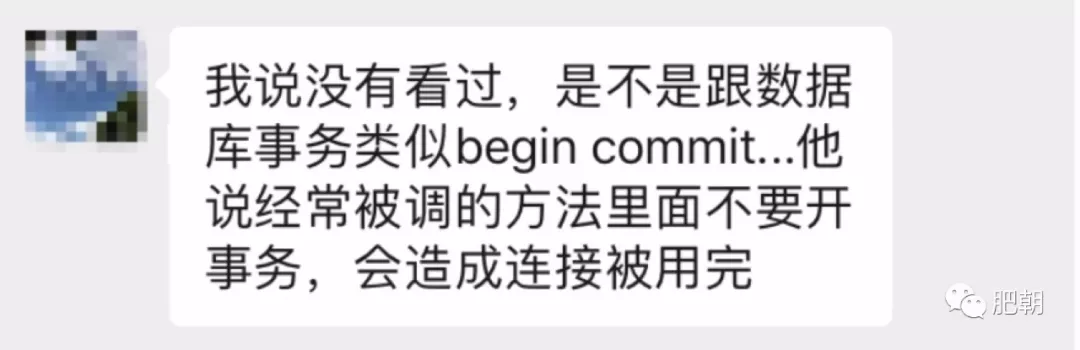 我说没有看过，是不是跟数据
库事务类似begin commit...他
说经常被调的方法里面不要开
事务，会造成连接被用完
肥朝